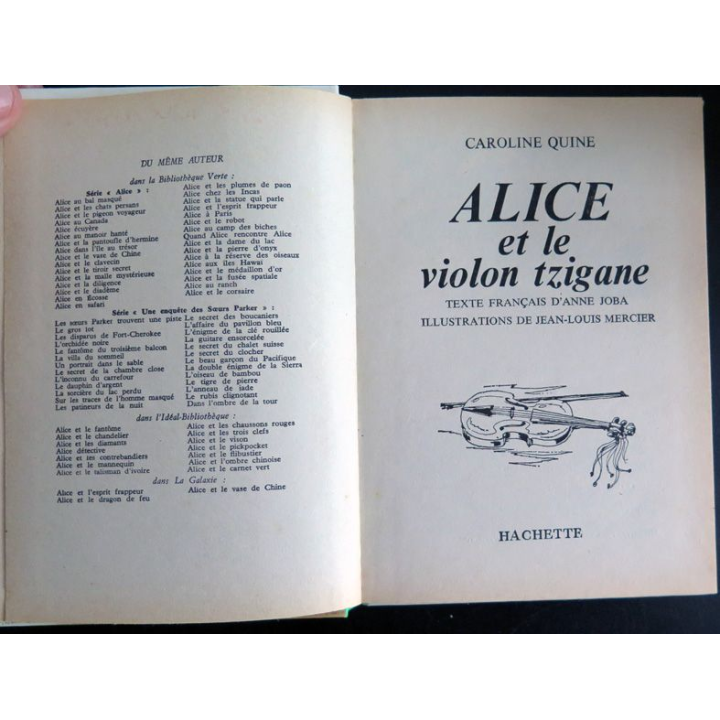 DU MÊME AUTEUR
dans la Bibliothèque Verte :
Série « Alice » :
Alice au bal masqué
Alice et les chats persans
Alice et le pigeon voyageur
Alice au Canada
Alice écuyère
Alice au manoir hanté
Alice et la pantoufle d'hermine
Alice dans l'île au trésor
Alice et le vase de Chine
Alice et le clavecin
Alice et le tiroir secret
Alice et la malle mystérieuse
Alice et la diligence
Alice et le diadème
Alice en Ecosse
Alice en safari
Alice et les plumes de paon
Alice chez les Incas
Alice et la statue qui parle
Alice et l'esprit frappeur
Alice à Paris
Alice et le robot
Alice au camp des biches
Quand Alice rencontre Alice
Alice et la dame du lac
Alice et la pierre d'onyx
Alice à la réserve des oiseaux
Alice aux îles Hawaï
Alice et le médaillon d'or
Alice et la fusée spatiale
Alice au ranch
Alice et le corsaire
Série « Une enquête des Sœurs Parker » :
Les sœurs Parker trouvent une piste
Le gros lot
Les disparus de Fort-Cherokee
L'orchidée noire
Le fantôme du troisième balcon
La villa du sommeil
Un portrait dans le sable
Le secret de la chambre close
L'inconnu du carrefour
Le dauphin d'argent
La sorcière du lac perdu
Sur les traces de l'homme masqué
Les patineurs de la nuit
Le secret des boucaniers
L'affaire du pavillon bleu
L'énigme de la clé rouillée
La guitare ensorcelée
Le secret du chalet suisse
Le secret du clocher
Le beau garçon du Pacifique
La double énigme de la Sierra
L'oiseau de bambou
Le tigre de pierre
L'anneau de jade
Le rubis clignotant
Dans l'ombre de la tour
dans l'Idéal-Bibliothèque :
Alice et le fantôme
Alice et le chandelier
Alice et les diamants
Alice détective
Alice et les contrebandiers
Alice et le mannequin
Alice et le talisman d'ivoire
Alice et les chaussons rouges
Alice et les trois clefs
Alice et le vison
Alice et le pickpocket
Alice et le flibustier
Alice et l'ombre chinoise
Alice et le carnet vert
dans La Galaxie :
Alice et l'esprit frappeur
Alice et le dragon de feu
Alice et le vase de Chine
CAROLINE QUINE
ALICE
et le
violon tzigane
TEXTE FRANÇAIS D'ANNE JOBA
ILLUSTRATIONS DE JEAN-LOUIS MERCIER
HACHETTE